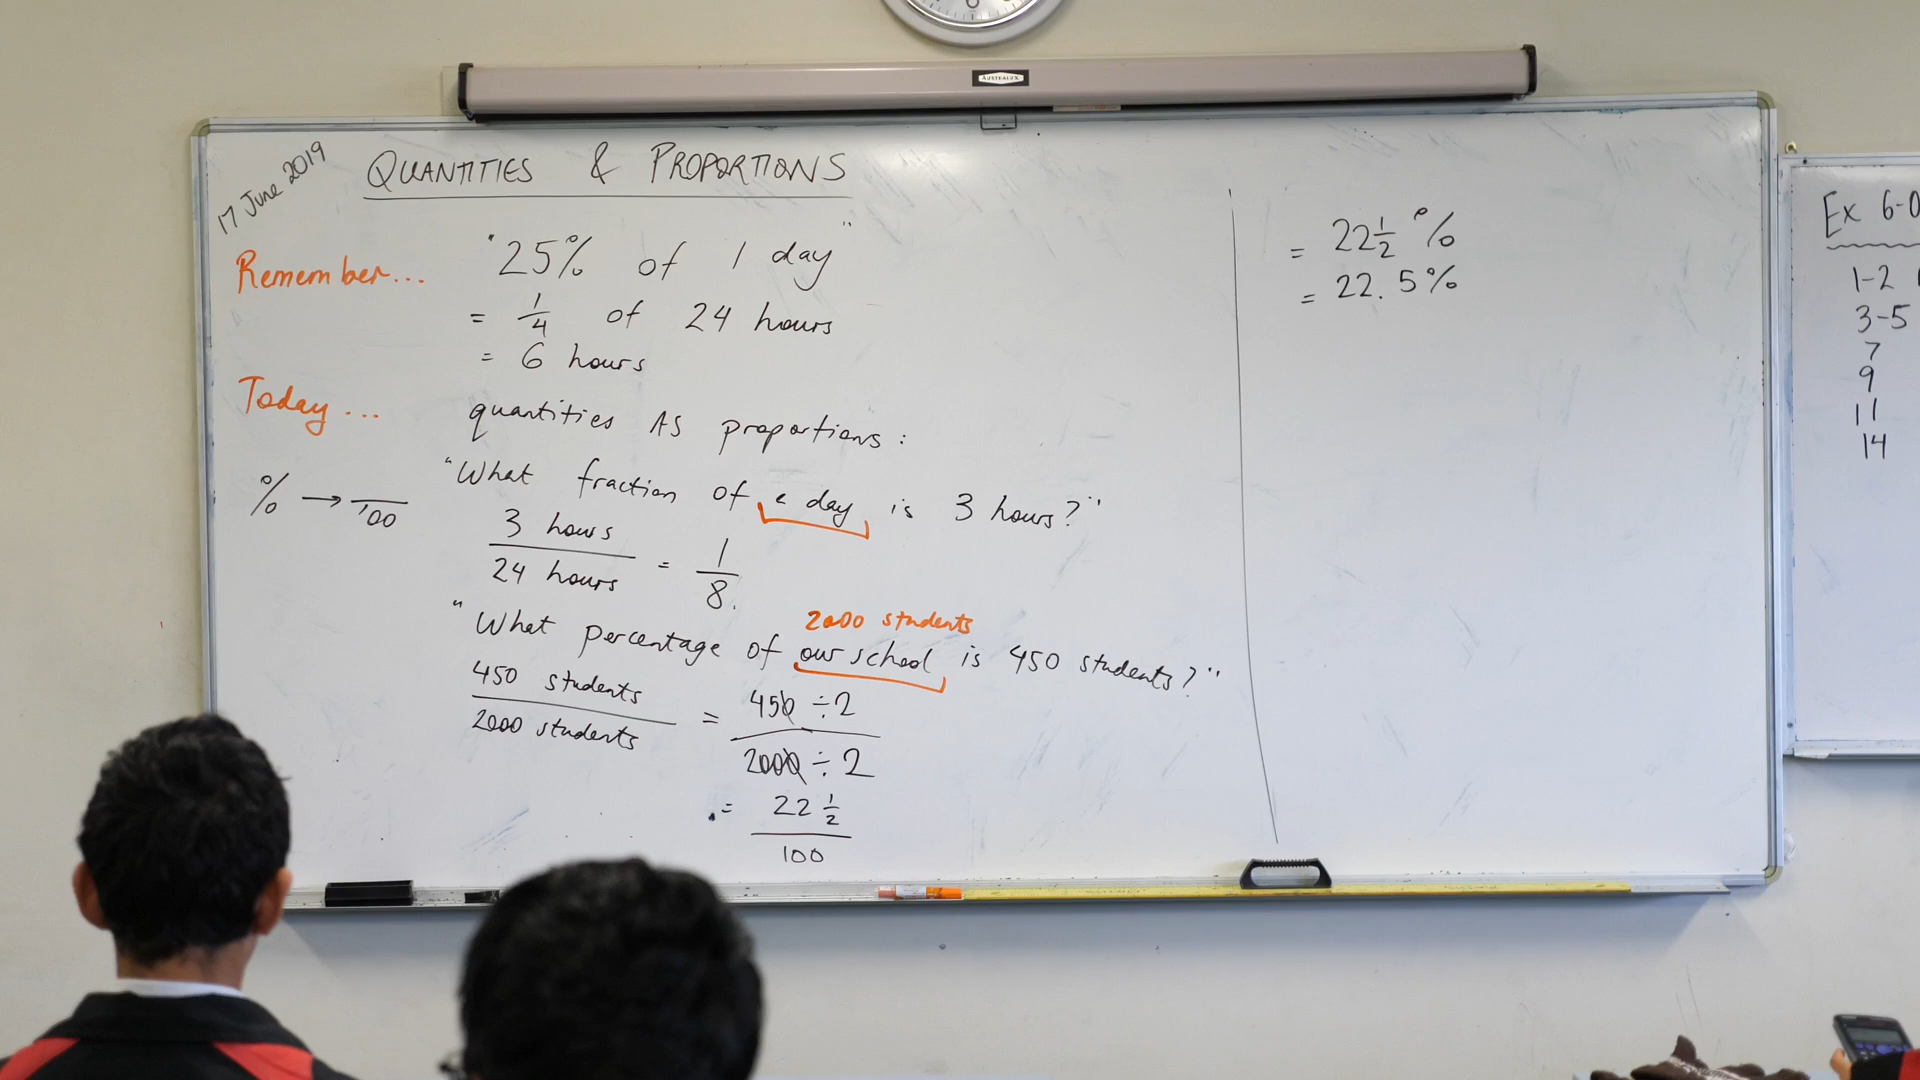 AUSTRALUX
17 June 2019
QUANTITIES & PROPORTIONS
Remember...
"25% of 1 day"
= 1/4 of 24 hours
= 6 hours
Today...
quantities AS proportions:
% → /100
"What fraction of a day is 3 hours?"
3 hours / 24 hours = 1/8.
2000 students
"What percentage of our school is 450 students?"
450 students / 2000 students = 450 ÷2 / 2000 ÷2
= 22 1/2 / 100
= 22 1/2 %
= 22.5%
Ex 6-0
1-2
3-5
7
9
11
14